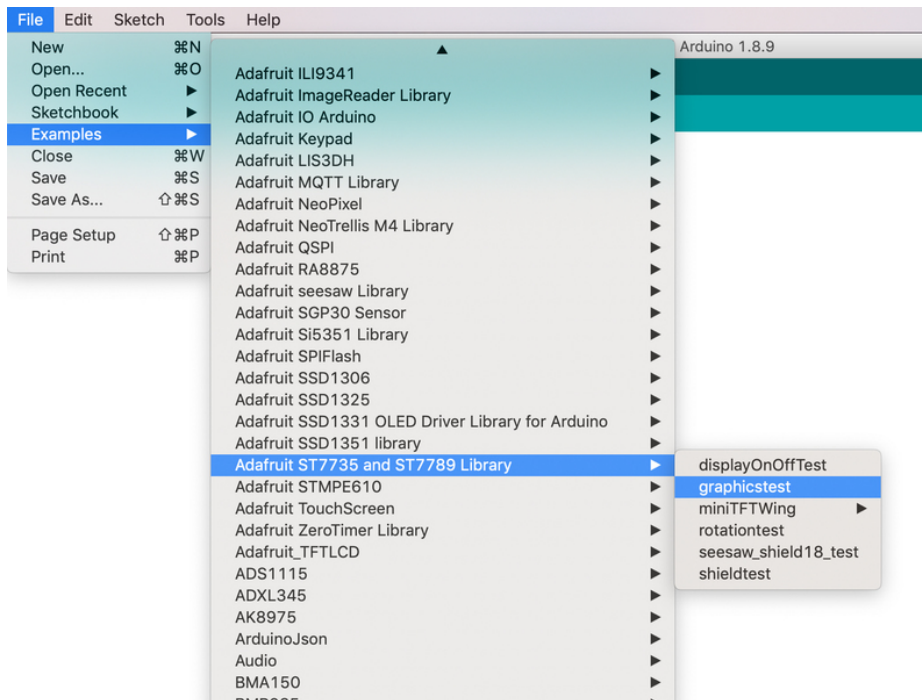 File Edit Sketch Tools Help
Arduino 1.8.9
New ⌘N
Open... ⌘O
Open Recent ▶
Sketchbook ▶
Examples ▶
Close ⌘W
Save ⌘S
Save As... ⇧⌘S
Page Setup ⇧⌘P
Print ⌘P
▲
Adafruit ILI9341 ▶
Adafruit ImageReader Library ▶
Adafruit IO Arduino ▶
Adafruit Keypad ▶
Adafruit LIS3DH ▶
Adafruit MQTT Library ▶
Adafruit NeoPixel ▶
Adafruit NeoTrellis M4 Library ▶
Adafruit QSPI ▶
Adafruit RA8875 ▶
Adafruit seesaw Library ▶
Adafruit SGP30 Sensor ▶
Adafruit Si5351 Library ▶
Adafruit SPIFlash ▶
Adafruit SSD1306 ▶
Adafruit SSD1325 ▶
Adafruit SSD1331 OLED Driver Library for Arduino ▶
Adafruit SSD1351 library ▶
Adafruit ST7735 and ST7789 Library ▶
Adafruit STMPE610 ▶
Adafruit TouchScreen ▶
Adafruit ZeroTimer Library ▶
Adafruit_TFTLCD ▶
ADS1115 ▶
ADXL345 ▶
AK8975 ▶
ArduinoJson ▶
Audio ▶
BMA150 ▶
displayOnOffTest
graphicstest
miniTFTWing ▶
rotationtest
seesaw_shield18_test
shieldtest